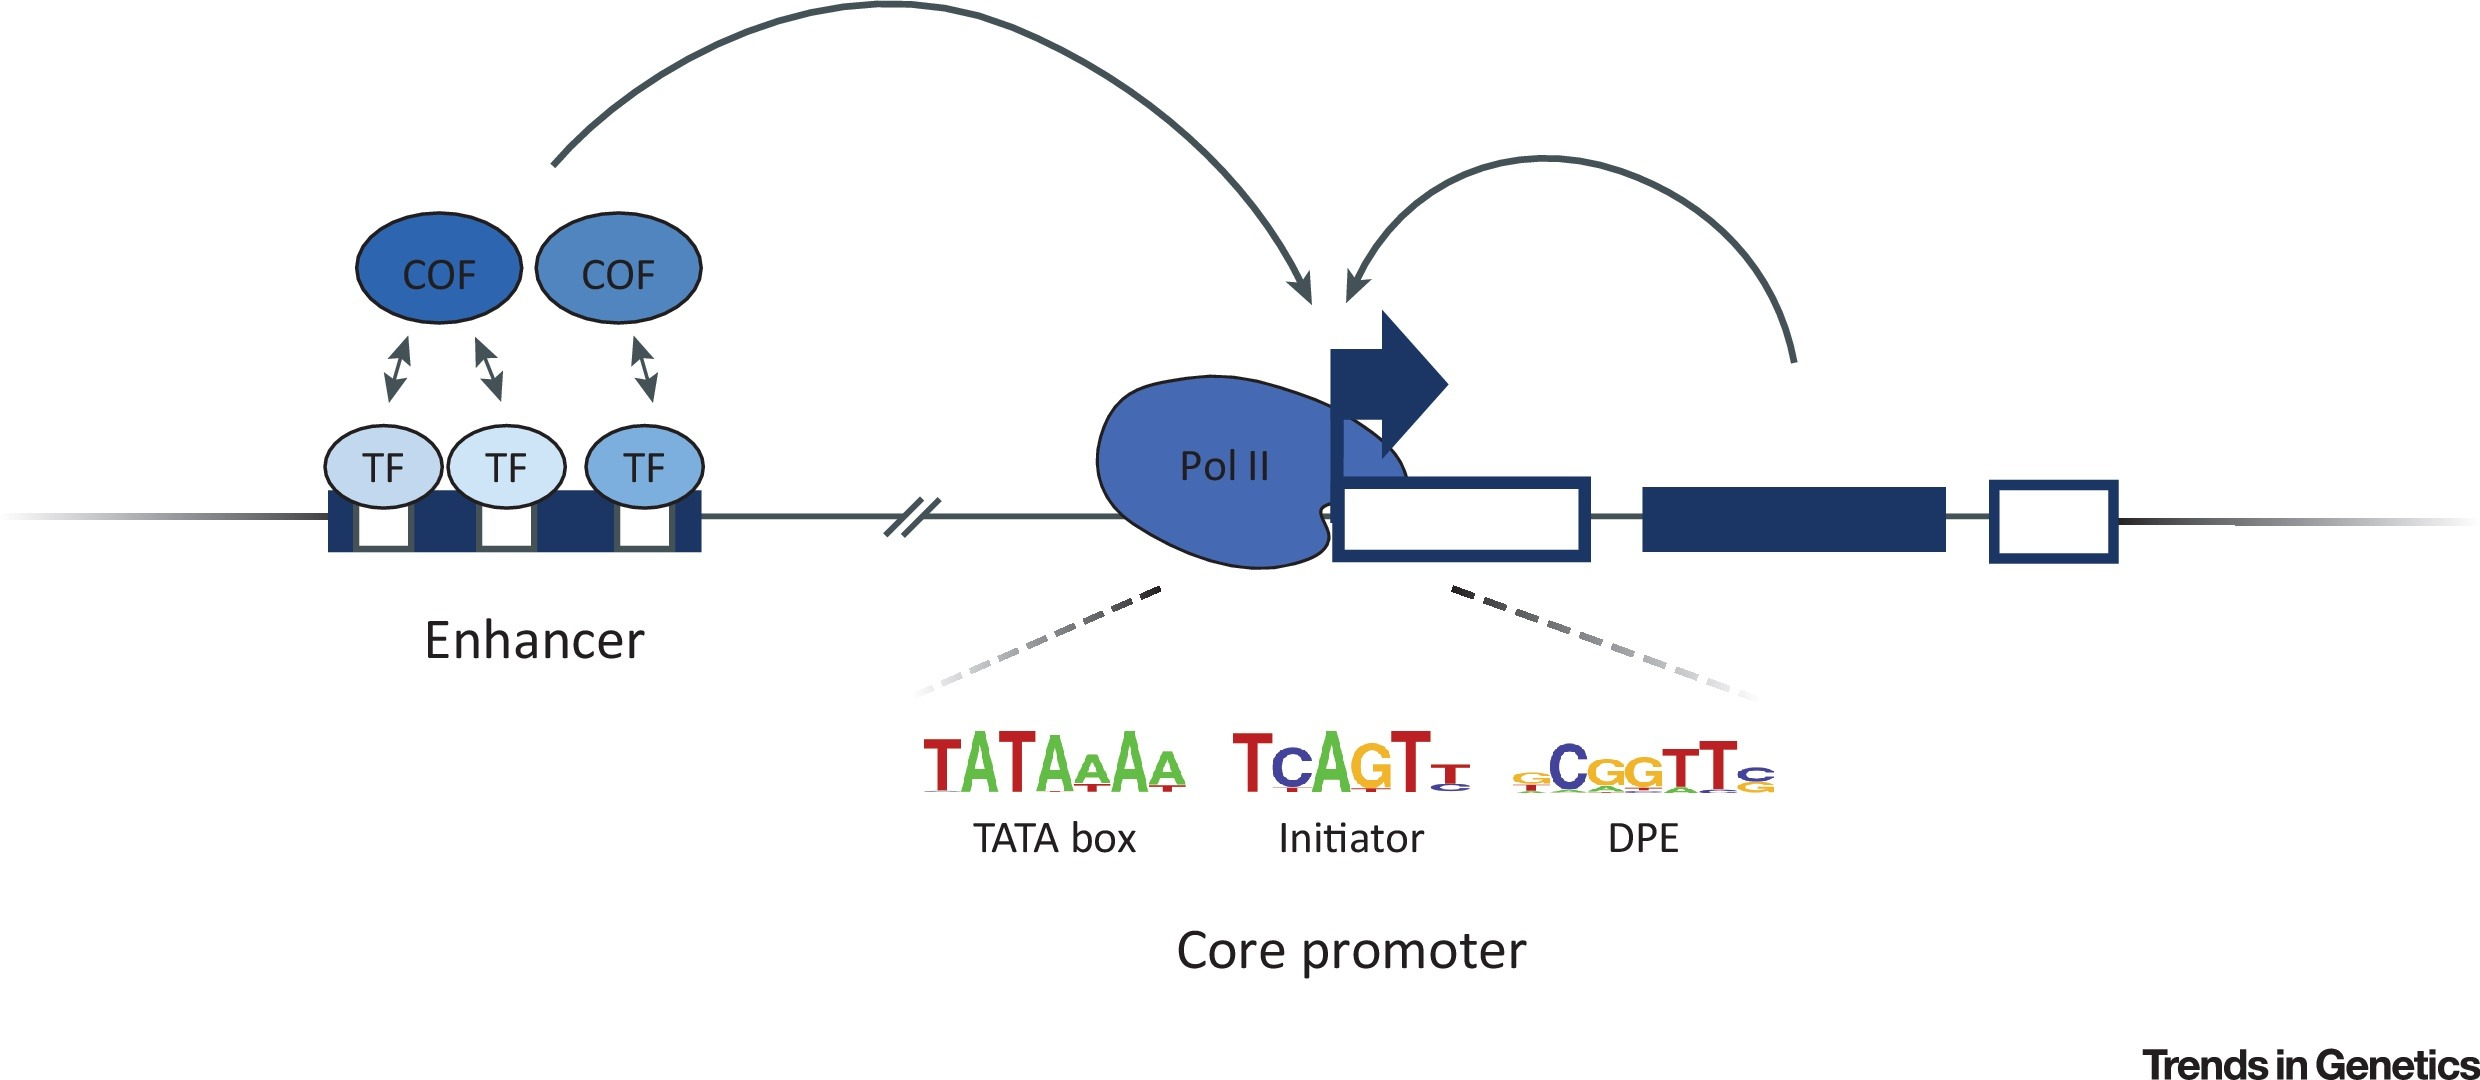 COF COF
TF TF TF
Pol II
Enhancer
TATAAAA TCAGTT GCGGTTC
TATA box Initiator DPE
Core promoter
Trends in Genetics